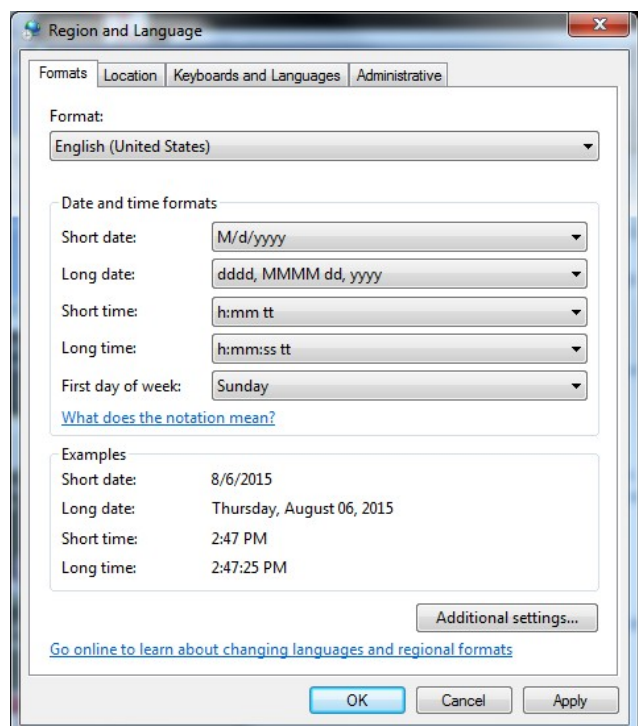 Region and Language
Formats Location Keyboards and Languages Administrative
Format:
English (United States)
Date and time formats
Short date: M/d/yyyy
Long date: dddd, MMMM dd, yyyy
Short time: h:mm tt
Long time: h:mm:ss tt
First day of week: Sunday
What does the notation mean?
Examples
Short date: 8/6/2015
Long date: Thursday, August 06, 2015
Short time: 2:47 PM
Long time: 2:47:25 PM
Additional settings...
Go online to learn about changing languages and regional formats
OK Cancel Apply